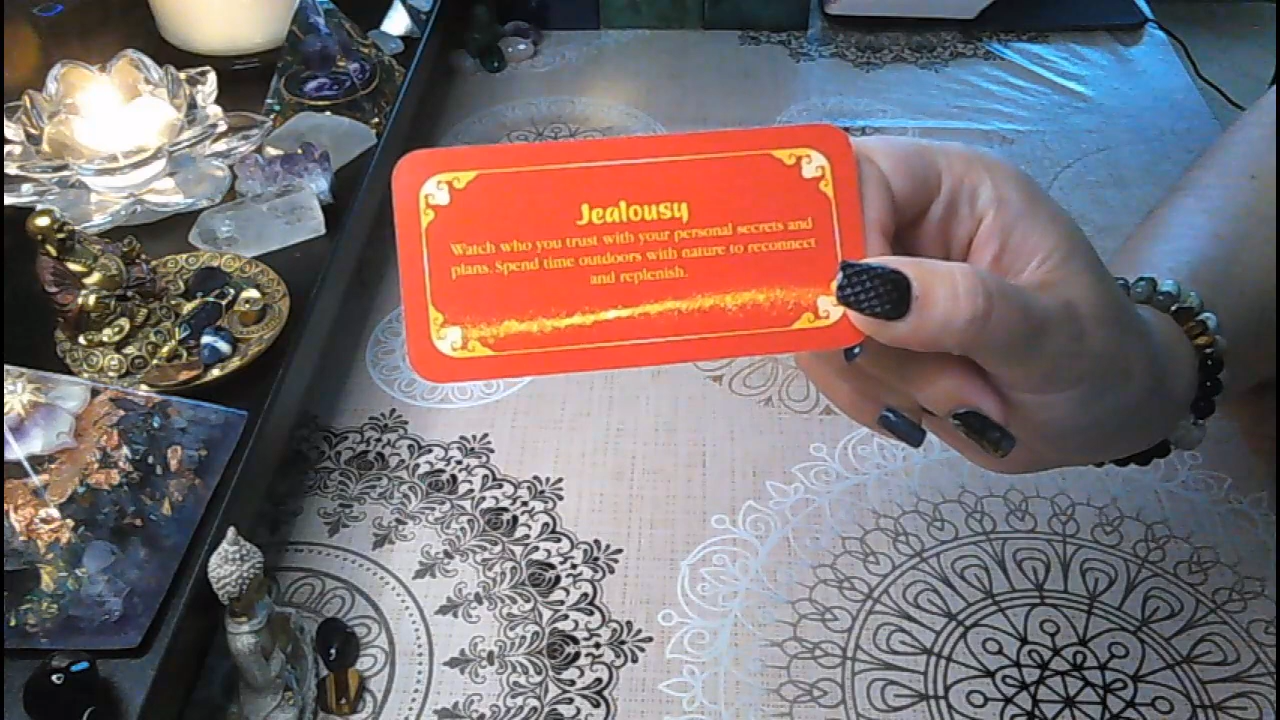 Jealousy
Watch who you trust with your personal secrets and
plans. Spend time outdoors with nature to reconnect
and replenish.